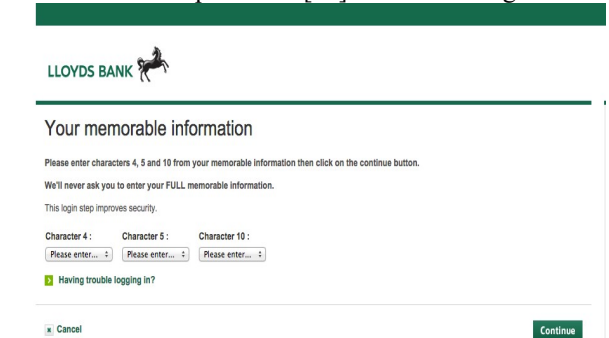 LLOYDS BANK
Your memorable information
Please enter characters 4, 5 and 10 from your memorable information then click on the continue button.
We'll never ask you to enter your FULL memorable information.
This login step improves security.
Character 4 : Character 5 : Character 10 :
Please enter... Please enter... Please enter...
Having trouble logging in?
Cancel Continue